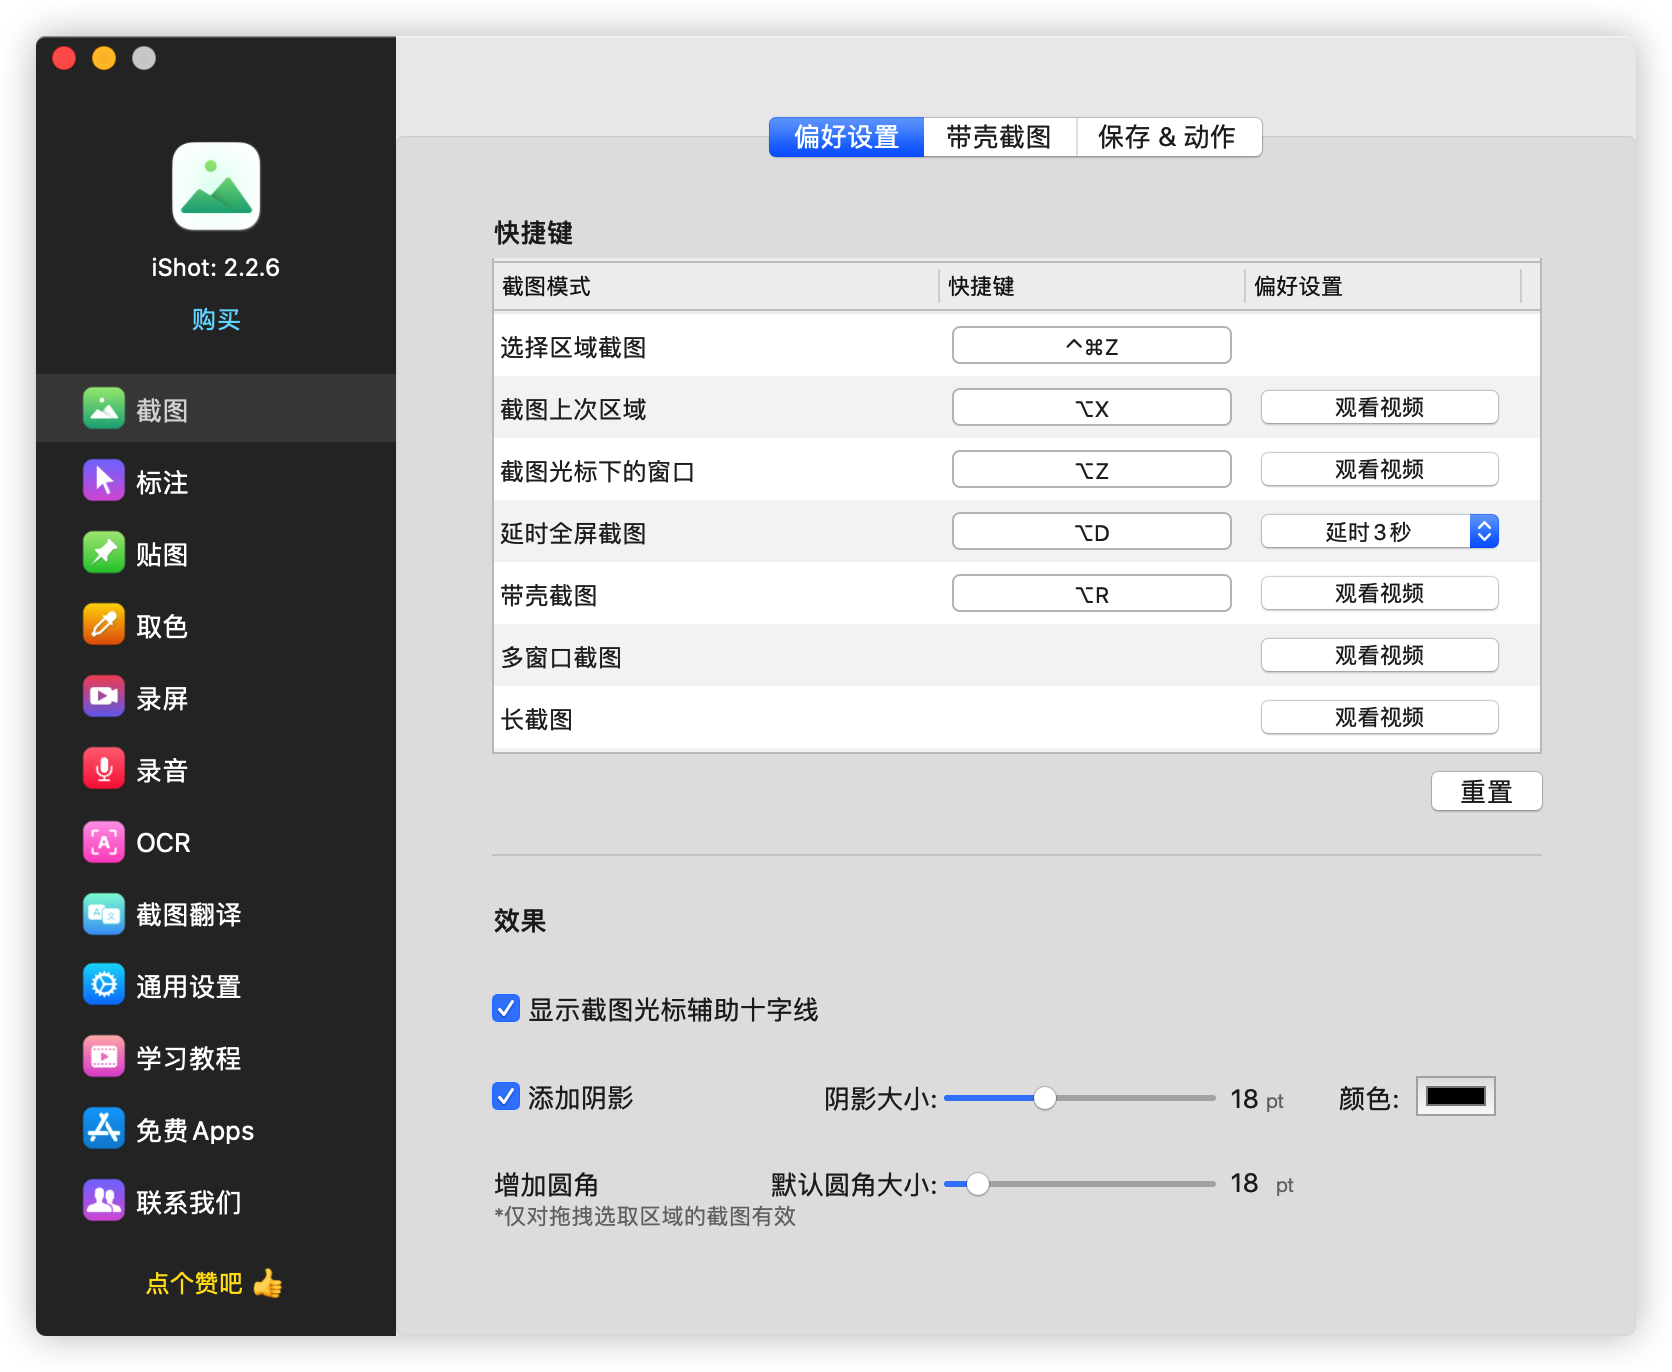 iShot: 2.2.6
购买
截图
标注
贴图
取色
录屏
录音
OCR
截图翻译
通用设置
学习教程
免费Apps
联系我们
点个赞吧 👍
偏好设置 带壳截图 保存 & 动作
快捷键
截图模式 快捷键 偏好设置
选择区域截图 ^⌘Z
截图上次区域 ⌥X 观看视频
截图光标下的窗口 ⌥Z 观看视频
延时全屏截图 ⌥D 延时3秒
带壳截图 ⌥R 观看视频
多窗口截图 观看视频
长截图 观看视频
重置
效果
显示截图光标辅助十字线
添加阴影 阴影大小: 18 pt 颜色:
增加圆角 默认圆角大小: 18 pt
*仅对拖拽选取区域的截图有效